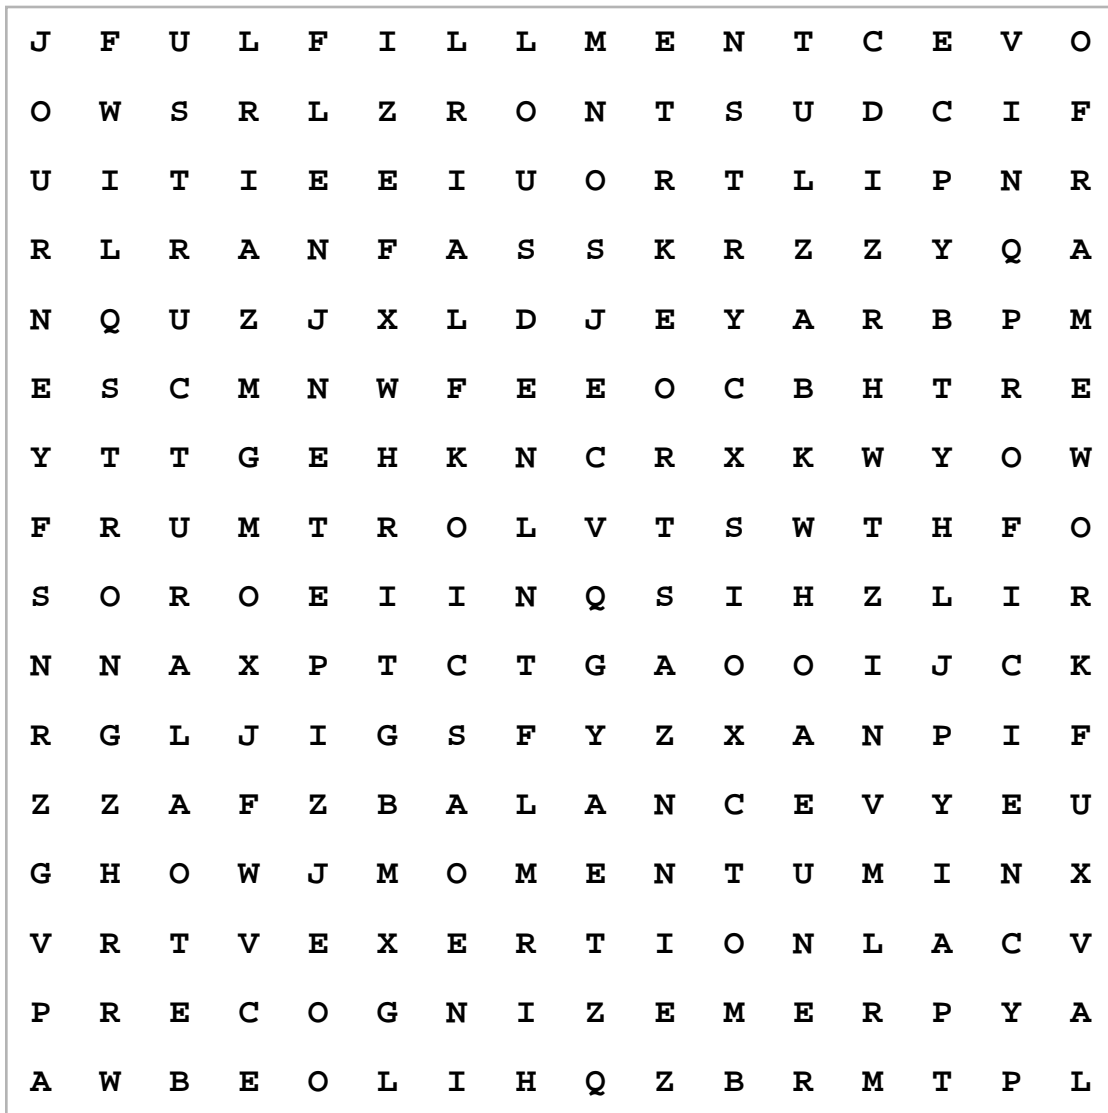 J F U L F I L L M E N T C E V O
O W S R L Z R O N T S U D C I F
U I T I E E I U O R T L I P N R
R L R A N F A S S K R Z Z Y Q A
N Q U Z J X L D J E Y A R B P M
E S C M N W F E E O C B H T R E
Y T T G E H K N C R X K W Y O W
F R U M T R O L V T S W T H F O
S O R O E I I N Q S I H Z L I R
N N A X P T C T G A O O I J C K
R G L J I G S F Y Z X A N P I F
Z Z A F Z B A L A N C E V Y E U
G H O W J M O M E N T U M I N X
V R T V E X E R T I O N L A C V
P R E C O G N I Z E M E R P Y A
A W B E O L I H Q Z B R M T P L